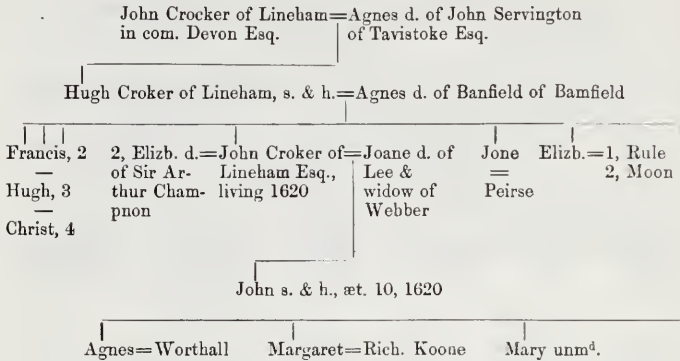 John Crocker of Lineham=Agnes d. of John Servington
in com. Devon Esq. of Tavistoke Esq.
Hugh Croker of Lineham, s. & h.=Agnes d. of Banfield of Bamfield
Francis, 2
Hugh, 3
Christ, 4
2, Elizb. d.=John Croker of=Joane d. of
of Sir Ar- Lineham Esq., Lee &
thur Cham- living 1620 widow of
pnon Webber
Jone
=
Peirse
Elizb.=1, Rule
2, Moon
John s. & h., æt. 10, 1620
Agnes=Worthall Margaret=Rich. Koone Mary unmᵈ.